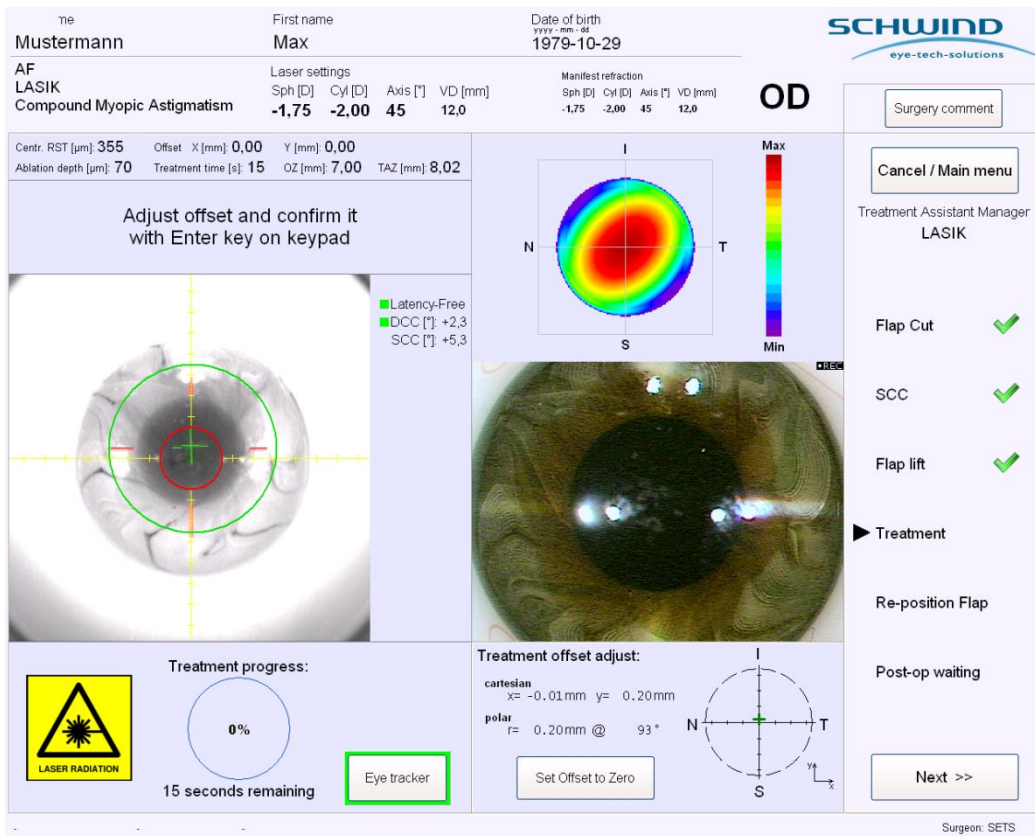 me
Mustermann
First name
Max
Date of birth
yyyy - mm - dd
1979-10-29
SCHWIND
eye-tech-solutions
AF
LASIK
Compound Myopic Astigmatism
Laser settings
Sph [D] Cyl [D] Axis [°] VD [mm]
-1,75 -2,00 45 12,0
Manifest refraction
Sph [D] Cyl [D] Axis [°] VD [mm]
-1,75 -2,00 45 12,0
OD
Surgery comment
Centr. RST [µm]: 355 Offset X [mm]: 0,00 Y [mm]: 0,00
Ablation depth [µm]: 70 Treatment time [s]: 15 OZ [mm]: 7,00 TAZ [mm]: 8,02
Adjust offset and confirm it
with Enter key on keypad
Latency-Free
DCC [°]: +2,3
SCC [°]: +5,3
I
N
T
S
Max
Min
REC
Cancel / Main menu
Treatment Assistant Manager
LASIK
Flap Cut
SCC
Flap lift
Treatment
Re-position Flap
Post-op waiting
Next >>
Treatment progress:
LASER RADIATION
0%
15 seconds remaining
Eye tracker
Treatment offset adjust:
cartesian
x= -0.01mm y= 0.20mm
polar
r= 0.20mm @ 93°
Set Offset to Zero
I
N
T
S
Y
X
Surgeon: SETS